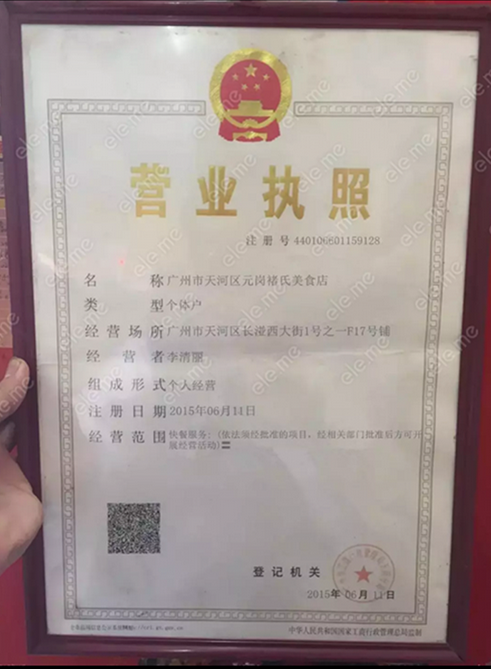 营业执照
注册号 440106801159128
名称 广州市天河区元岗褚氏美食店
类型 个体户
经营场所 广州市天河区长湴西大街1号之一F17号铺
经营者 李清丽
组成形式 个人经营
注册日期 2015年06月11日
经营范围 快餐服务;(依法须经批准的项目，经相关部门批准后方可开
展经营活动)
登记机关
2015年06月11日
中华人民共和国国家工商行政管理总局监制
ele.me